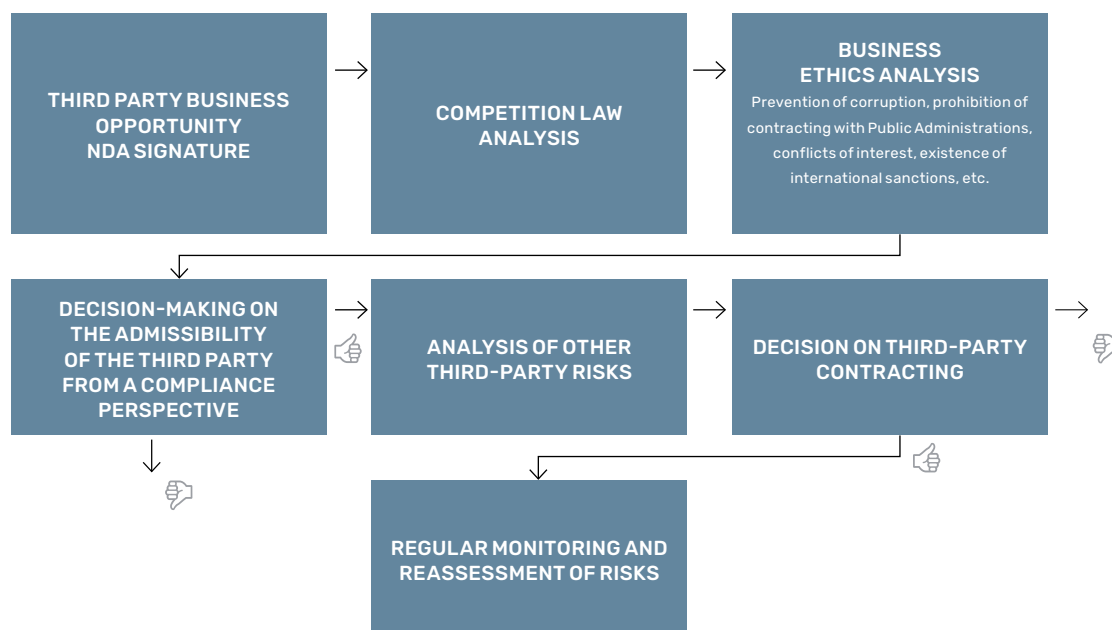 THIRD PARTY BUSINESS
OPPORTUNITY
NDA SIGNATURE
COMPETITION LAW
ANALYSIS
BUSINESS
ETHICS ANALYSIS
Prevention of corruption, prohibition of
contracting with Public Administrations,
conflicts of interest, existence of
international sanctions, etc.
DECISION-MAKING ON
THE ADMISSIBILITY
OF THE THIRD PARTY
FROM A COMPLIANCE
PERSPECTIVE
ANALYSIS OF OTHER
THIRD-PARTY RISKS
DECISION ON THIRD-PARTY
CONTRACTING
REGULAR MONITORING AND
REASSESSMENT OF RISKS